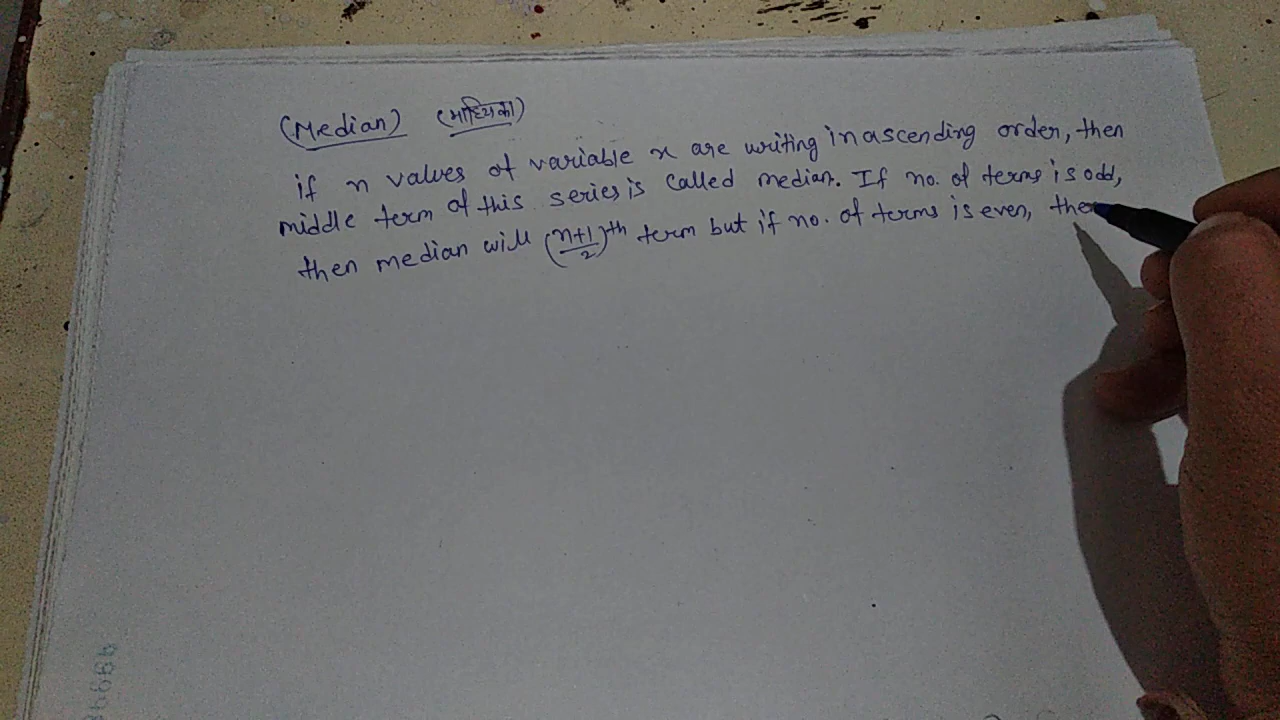 (Median) (माध्यिका)
if n values of variable x are writing in ascending order, then
middle term of this series is called median. If no. of terms is odd,
then median will (n+1/2)th term but if no. of terms is even, then